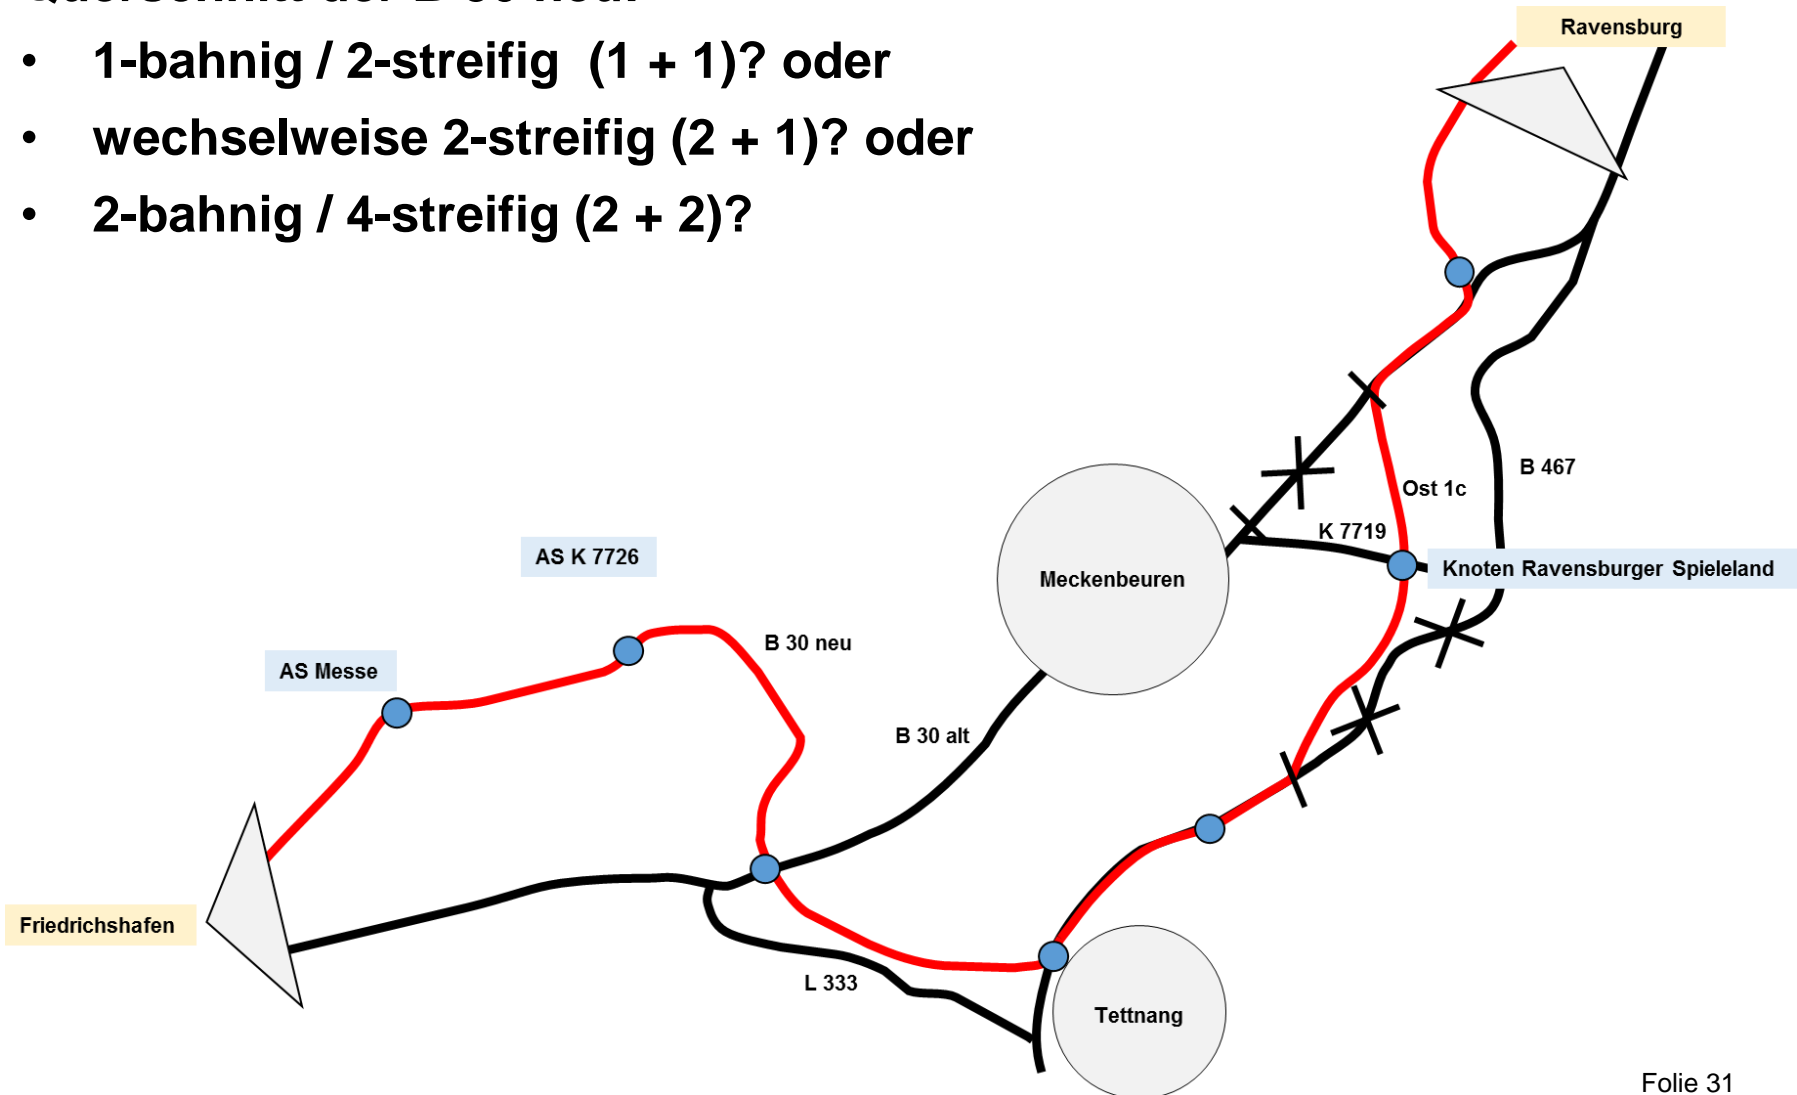 • 1-bahnig / 2-streifig (1 + 1)? oder
• wechselweise 2-streifig (2 + 1)? oder
• 2-bahnig / 4-streifig (2 + 2)?
Ravensburg
B 467
Ost 1c
K 7719
AS K 7726
Meckenbeuren
Knoten Ravensburger Spieleland
B 30 neu
AS Messe
B 30 alt
Friedrichshafen
L 333
Tettnang
Folie 31